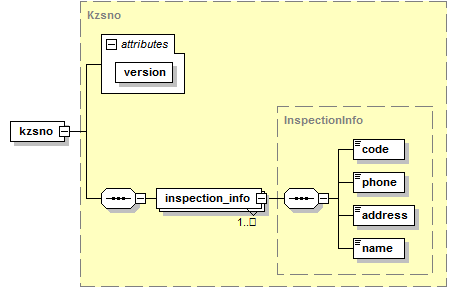 Kzsno
attributes
version
kzsno
InspectionInfo
code
phone
inspection_info
address
1..
name